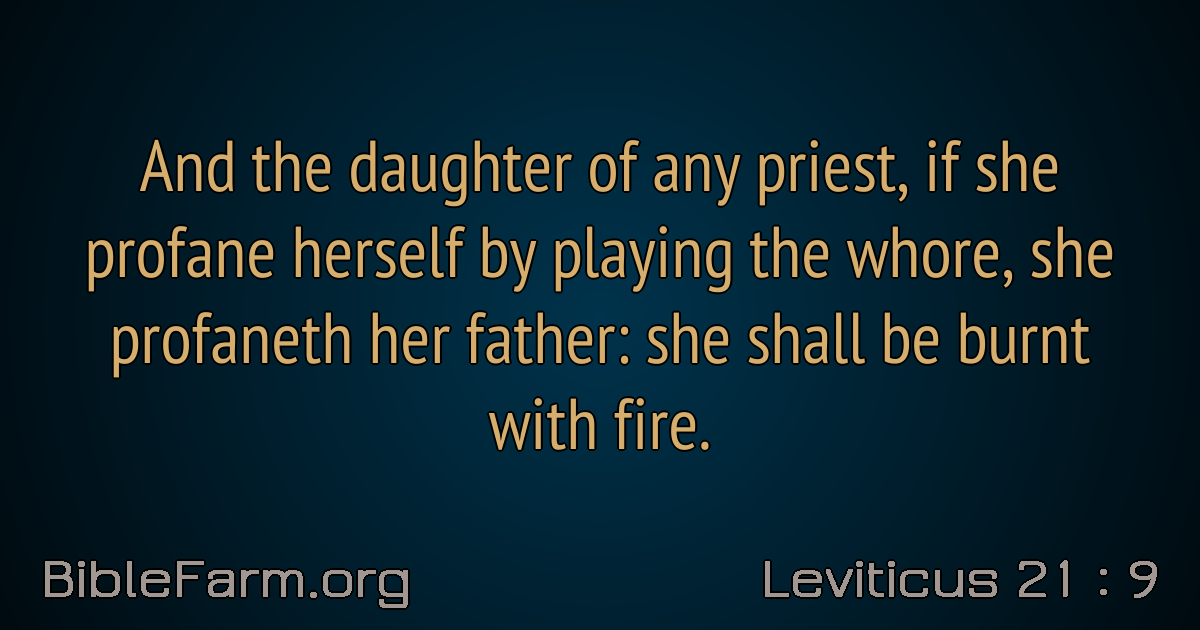 And the daughter of any priest, if she
profane herself by playing the whore, she
profaneth her father: she shall be burnt
with fire.
BibleFarm.org
Leviticus 21 : 9